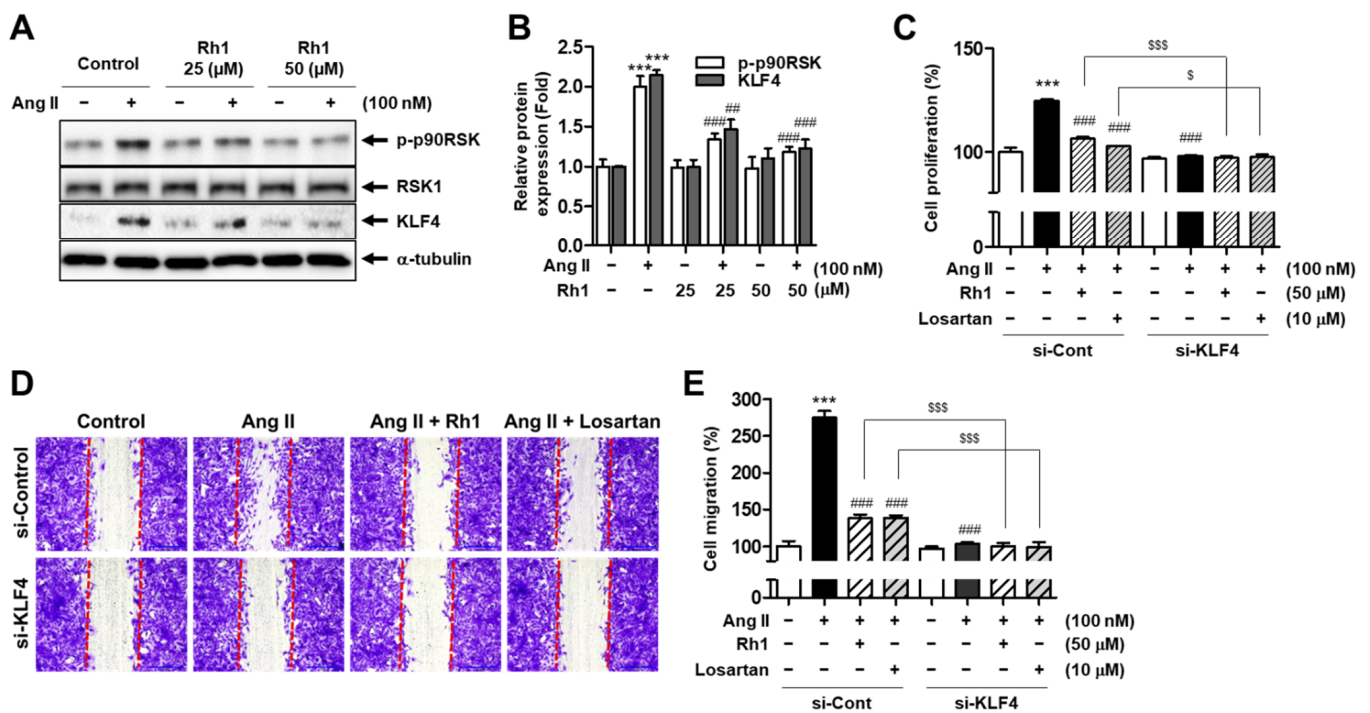 A
Control
Rh1
25 (μM)
Rh1
50 (μM)
Ang II - + - + - + (100 nM)
p-p90RSK
RSK1
KLF4
α-tubulin
B
Relative protein
expression (Fold)
2.5
2.0
1.5
1.0
0.5
0.0
*** ***
### ##
### ###
p-p90RSK
KLF4
Ang II - + - + - + (100 nM)
Rh1 - - 25 25 50 50 (μM)
C
Cell proliferation (%)
150
100
0
***
### ###
###
$$$
$
Ang II - + + + - + + + (100 nM)
Rh1 - - + - - - + - (50 μM)
Losartan - - - + - - - + (10 μM)
si-Cont si-KLF4
D
Control Ang II Ang II + Rh1 Ang II + Losartan
si-Control
si-KLF4
E
Cell migration (%)
300
250
200
150
100
0
***
### ###
###
$$$
$$$
Ang II - + + + - + + + (100 nM)
Rh1 - - + - - - + - (50 μM)
Losartan - - - + - - - + (10 μM)
si-Cont si-KLF4